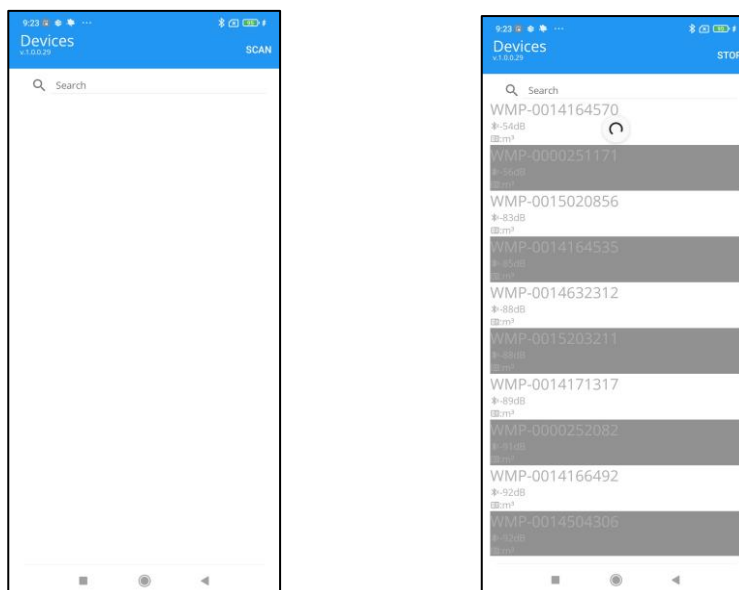 9:23
Devices
v.1.0.0.29
SCAN
Search
9:23
Devices
v.1.0.0.29
STOP
Search
WMP-0014164570
-54dB
:m³
WMP-0000251171
-56dB
:m³
WMP-0015020856
-83dB
:m³
WMP-0014164535
-85dB
:m³
WMP-0014632312
-88dB
:m³
WMP-0015203211
-88dB
:m³
WMP-0014171317
-89dB
:m³
WMP-0000252082
-91dB
:m³
WMP-0014166492
-92dB
:m³
WMP-0014504306
-92dB
:m³